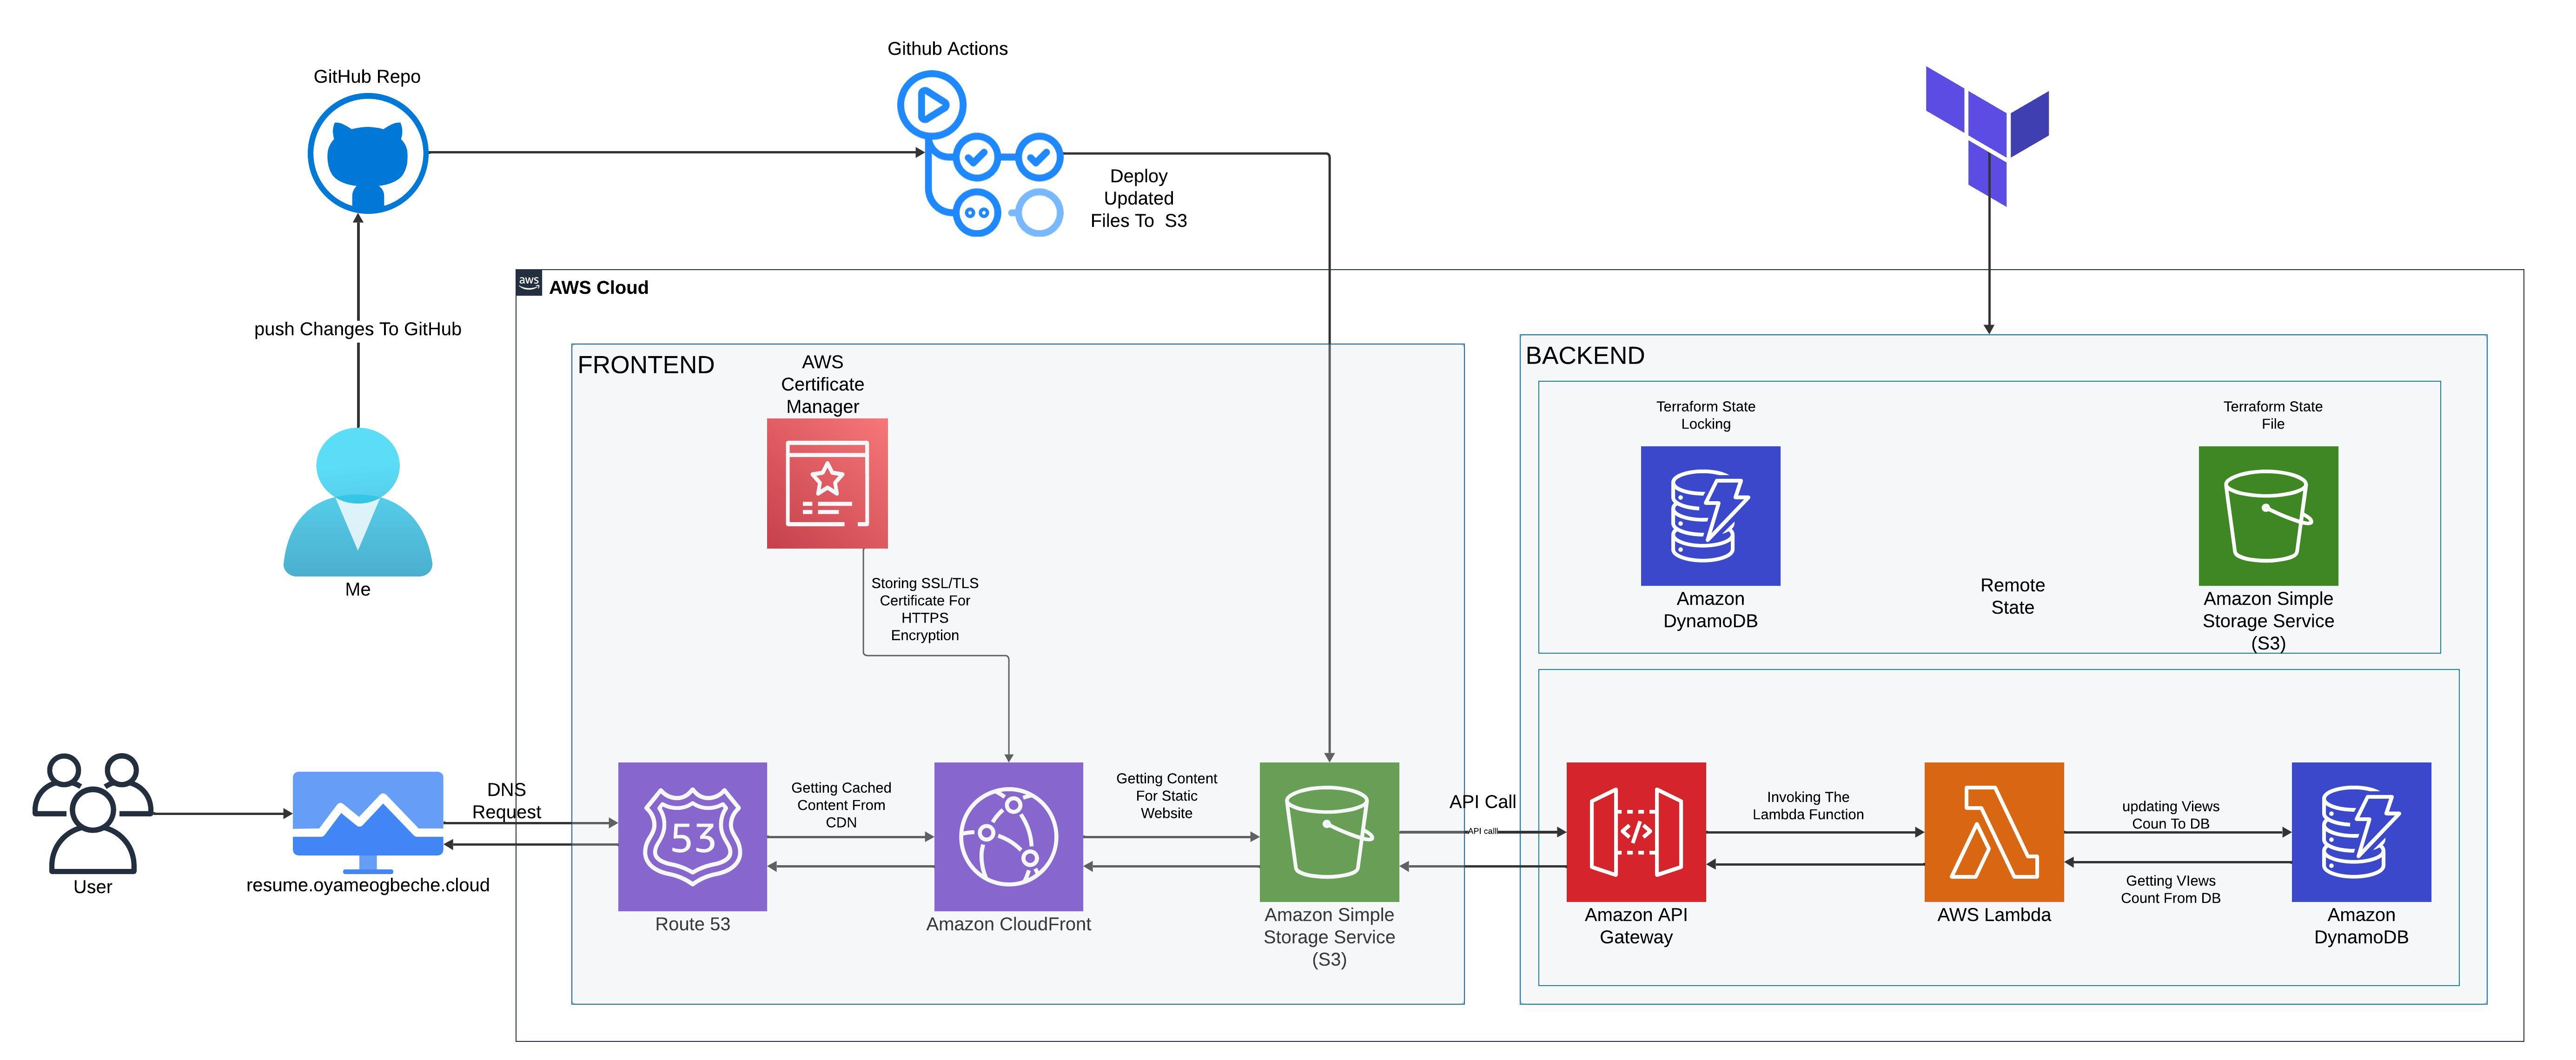 Github Actions
GitHub Repo
Deploy
Updated
Files To  S3
aws
AWS Cloud
push Changes To GitHub
FRONTEND
AWS
Certificate
Manager
BACKEND
Terraform State
Locking
Terraform State
File
Storing SSL/TLS
Certificate For
HTTPS
Encryption
Me
Amazon
DynamoDB
Remote
State
Amazon Simple
Storage Service
(S3)
DNS
Request
Getting Cached
Content From
CDN
Getting Content
For Static
Website
API Call
API call
Invoking The
Lambda Function
updating Views
Coun To DB
53
Getting VIews
Count From DB
User
resume.oyameogbeche.cloud
Route 53
Amazon CloudFront
Amazon Simple
Storage Service
(S3)
Amazon API
Gateway
AWS Lambda
Amazon
DynamoDB